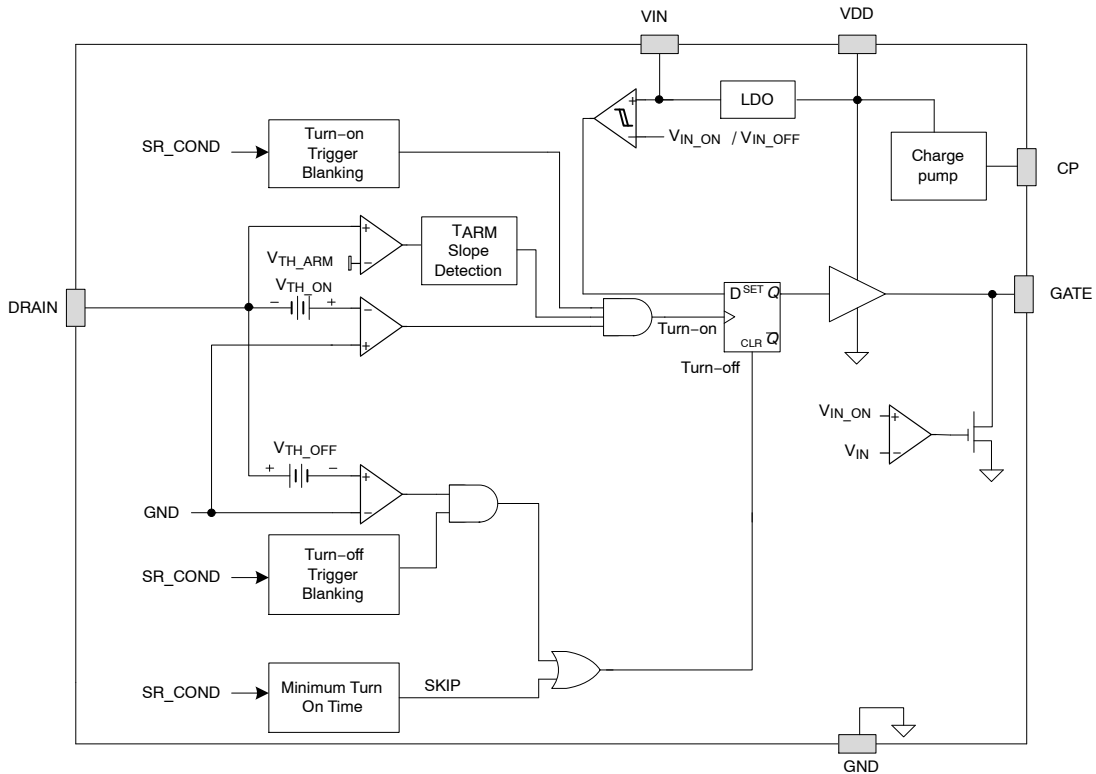 VIN
VDD
LDO
+
−
VIN_ON / VIN_OFF
Charge
pump
CP
SR_COND
Turn−on
Trigger
Blanking
+
−
VTH_ARM
TARM
Slope
Detection
DRAIN
− VTH_ON +
−
+
Turn−on
D SET Q
CLR Q̅
Turn−off
GATE
VIN_ON
+
VIN
−
+ VTH_OFF −
+
−
GND
SR_COND
Turn−off
Trigger
Blanking
SR_COND
Minimum Turn
On Time
SKIP
GND